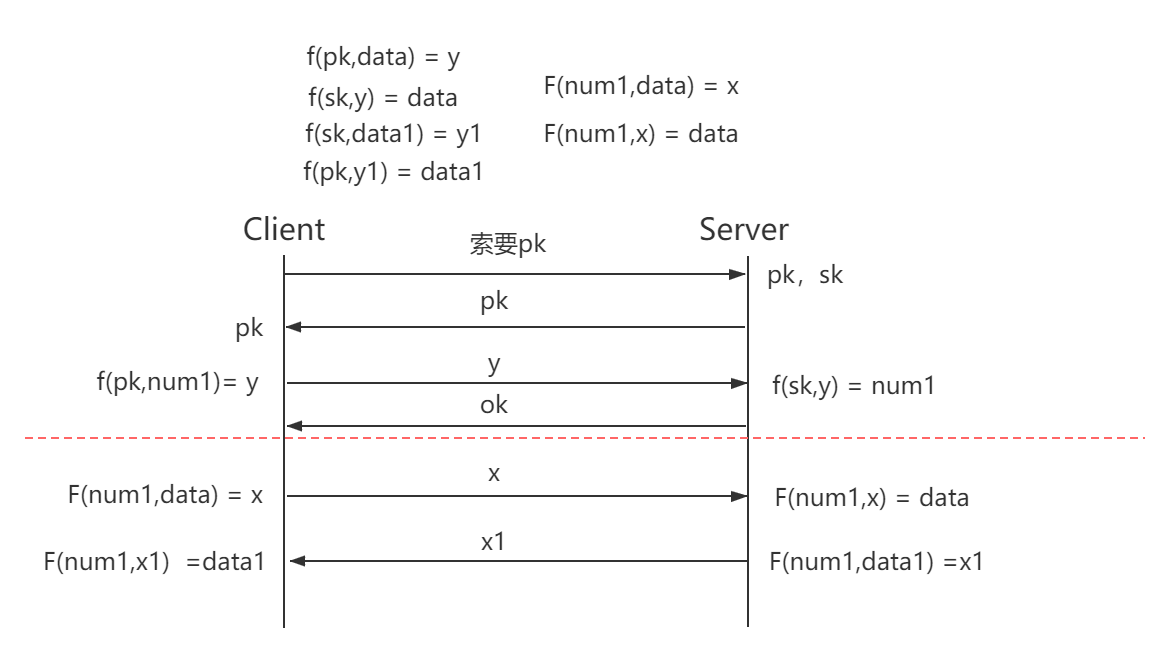 f(pk,data) = y
f(sk,y) = data
f(sk,data1) = y1
f(pk,y1) = data1
F(num1,data) = x
F(num1,x) = data
Client
Server
索要pk
pk，sk
pk
pk
f(pk,num1)= y
y
f(sk,y) = num1
ok
F(num1,data) = x
x
F(num1,x) = data
F(num1,x1) =data1
x1
F(num1,data1) =x1